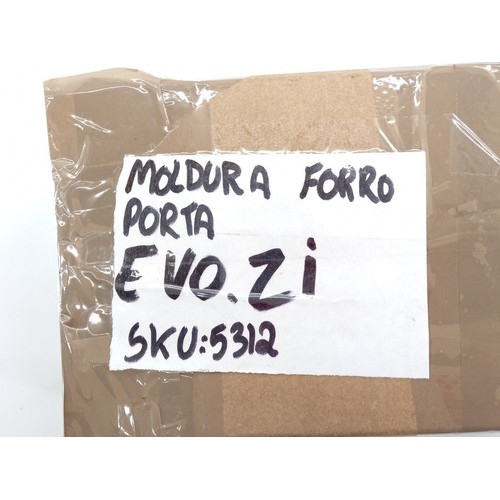 MOLDURA FORRO
PORTA
EVO.Zi
SKU:5312